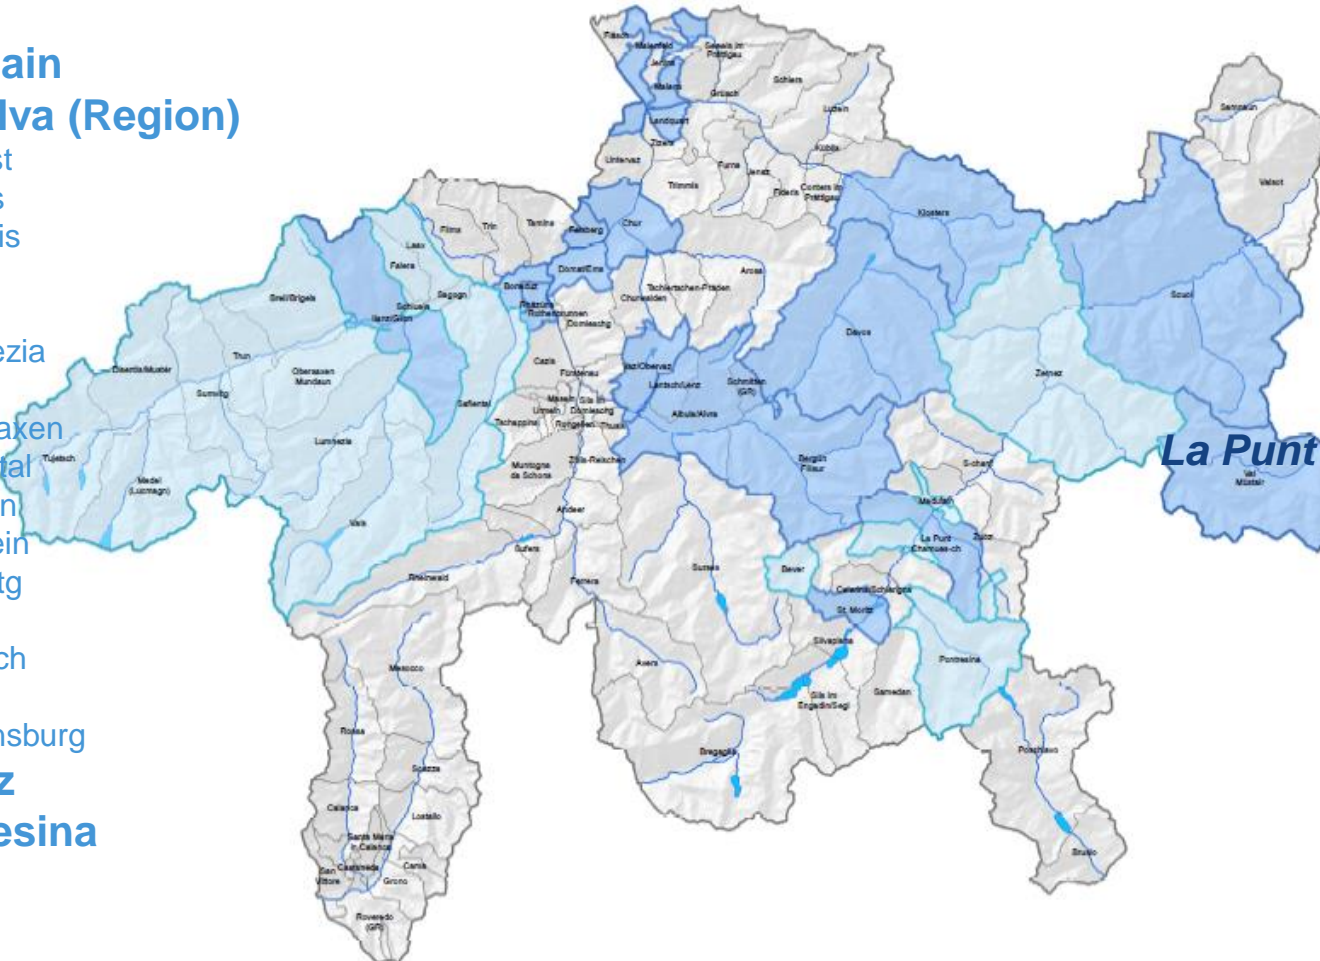 ain
lva (Region)
st
s
is
ezia
axen
tal
n
ein
tg
ch
nsburg
z
esina
La Punt
Fläsch
Maienfeld
Jenins
Malans
Seewis im
Prättigau
Grüsch
Schiers
Luzein
Landquart
Zizers
Untervaz
Trimmis
Furna
Jenaz
Fideris
Küblis
Conters im
Prättigau
Klosters
Samnaun
Valsot
Scuol
Flims
Trin
Tamins
Felsberg
Chur
Laax
Falera
Sagogn
Schluein
Ilanz/Glion
Breil/Brigels
Bonaduz
Rhäzüns
Rothenbrunnen
Domat/Ems
Domleschg
Churwalden
Tschiertschen-Praden
Arosa
Davos
Zernez
Val
Müstair
Disentis/Mustér
Trun
Sumvitg
Obersaxen
Mundaun
Lumnezia
Safiental
Tujetsch
Medel
(Lucmagn)
Vals
Cazis
Fürstenau
Masein
Sils im
Domleschg
Urmein
Tschappina
Rongellen
Thusis
Vaz/Obervaz
Lantsch/Lenz
Schmitten
(GR)
Albula/Alvra
Bergün
Filisur
Muntogna
da Schons
Zillis-Reischen
Andeer
Sufers
Rheinwald
Ferrera
Surses
Avers
S-chanf
Madulain
Zuoz
La Punt
Chamues-ch
Bever
Celerina/Schlarigna
St. Moritz
Silvaplana
Sils im
Engadin/Segl
Samedan
Pontresina
Bregaglia
Poschiavo
Brusio
Mesocco
Rossa
Soazza
Calanca
Lostallo
Santa Maria
in Calanca
Castaneda
Cama
San
Vittore
Grono
Roveredo
(GR)